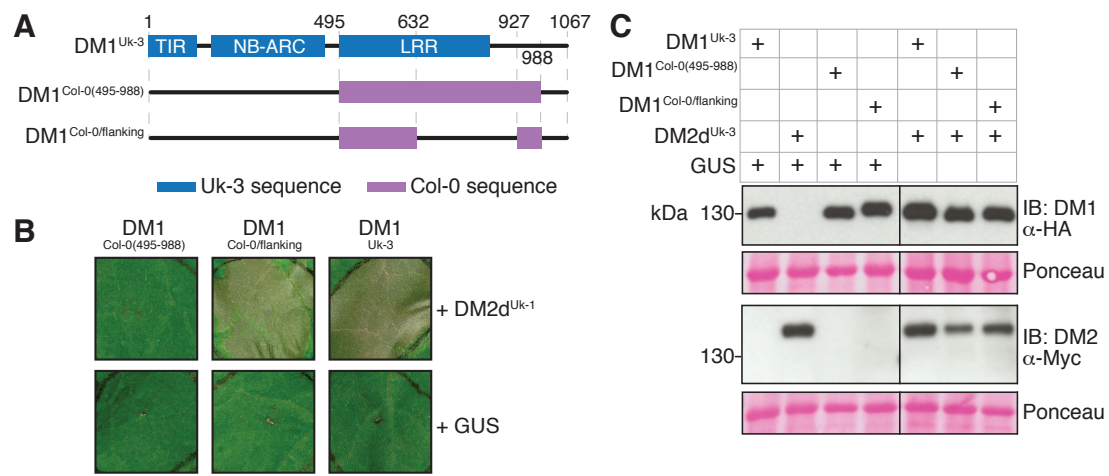 A
1 495 632 927 1067
988
DM1Uk-3 TIR NB-ARC LRR
DM1Col-0(495-988)
DM1Col-0/flanking
Uk-3 sequence Col-0 sequence
B
DM1 DM1 DM1
Col-0(495-988) Col-0/flanking Uk-3
+ DM2dUk-1
+ GUS
C
DM1Uk-3 + +
DM1Col-0(495-988) + +
DM1Col-0/flanking + +
DM2dUk-3 + + + +
GUS + + + +
kDa 130 IB: DM1
α-HA
Ponceau
130 IB: DM2
α-Myc
Ponceau